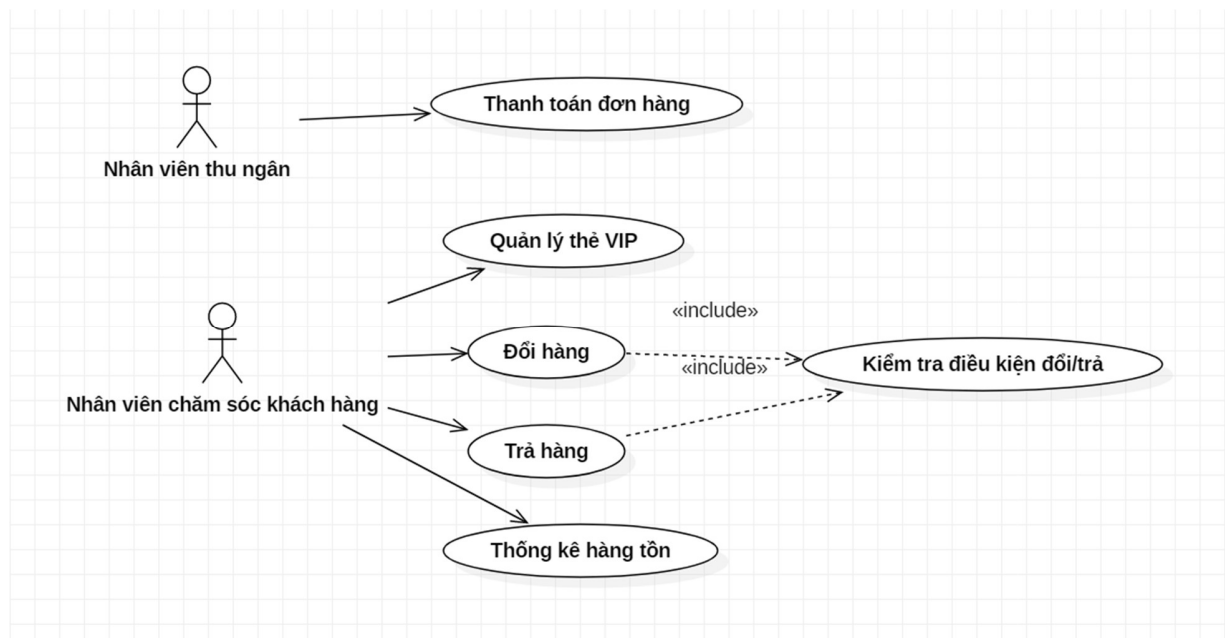 Thanh toán đơn hàng
Nhân viên thu ngân
Quản lý thẻ VIP
«include»
Đổi hàng
«include»
Kiểm tra điều kiện đổi/trả
Nhân viên chăm sóc khách hàng
Trả hàng
Thống kê hàng tồn